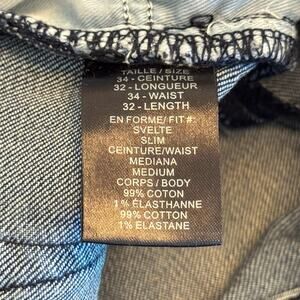 TAILLE / SIZE
34 - CEINTURE
32 - LONGUEUR
34 - WAIST
32 - LENGTH
EN FORME/ FIT #:
SVELTE
SLIM
CEINTURE/WAIST
MEDIANA
MEDIUM
CORPS / BODY
99% COTON
1% ÉLASTHANNE
99% COTTON
1% ELASTANE